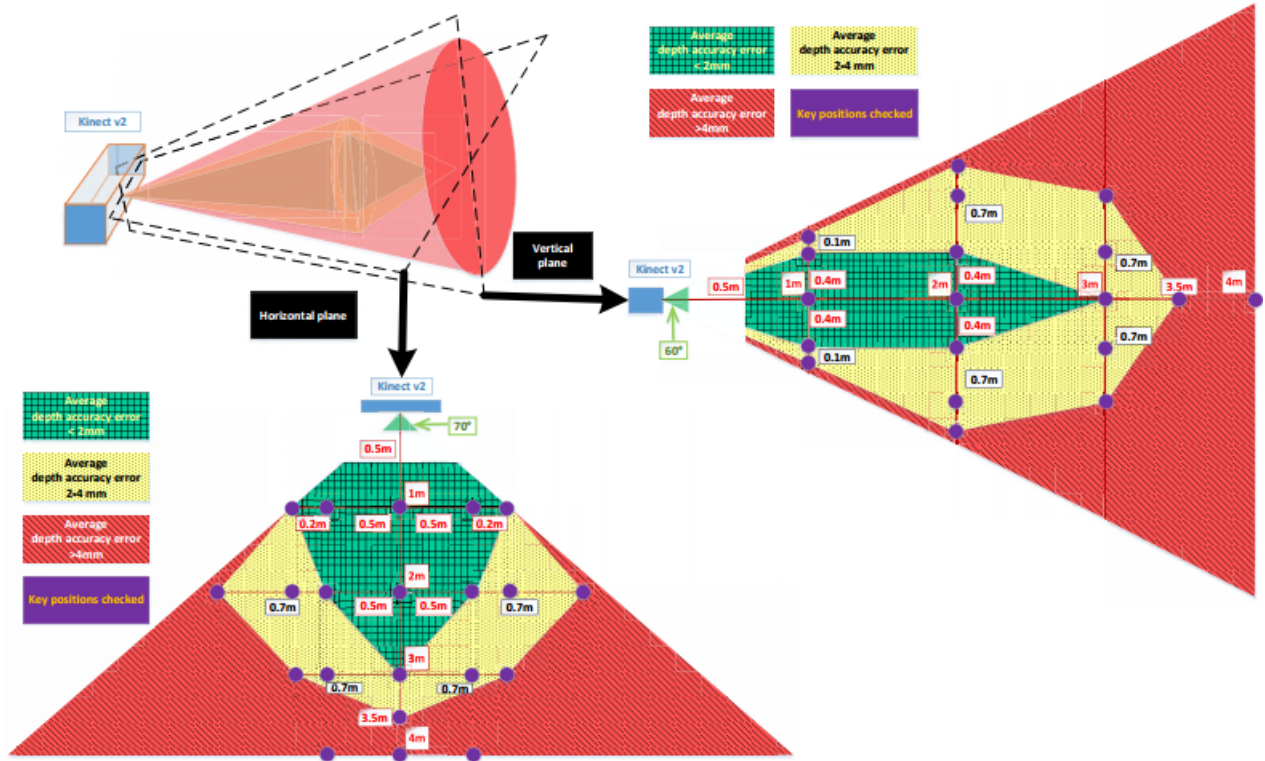 Kinect v2
Horizontal plane
Vertical
plane
Average
depth accuracy error
< 2mm
Average
depth accuracy error
2-4 mm
Average
depth accuracy error
>4mm
Key positions checked
Kinect v2
60°
0.5m
1m
2m
3m
3.5m
4m
0.1m
0.4m
0.4m
0.1m
0.7m
0.4m
0.4m
0.7m
0.7m
0.7m
Average
depth accuracy error
< 2mm
Average
depth accuracy error
2-4 mm
Average
depth accuracy error
>4mm
Key positions checked
Kinect v2
70°
0.5m
1m
0.2m
0.5m
0.5m
0.2m
2m
0.7m
0.5m
0.5m
0.7m
3m
0.7m
0.7m
3.5m
4m